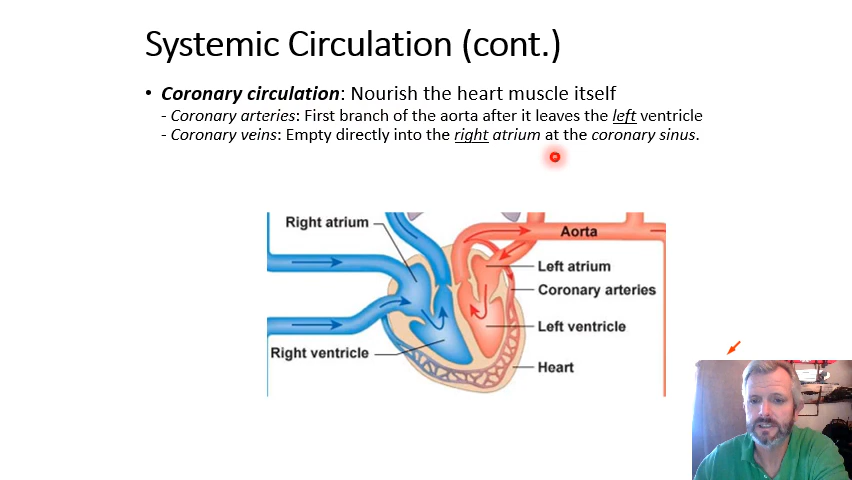 Systemic Circulation (cont.)
• Coronary circulation: Nourish the heart muscle itself
- Coronary arteries: First branch of the aorta after it leaves the left ventricle
- Coronary veins: Empty directly into the right atrium at the coronary sinus.
Right atrium
Aorta
Left atrium
Coronary arteries
Left ventricle
Right ventricle
Heart